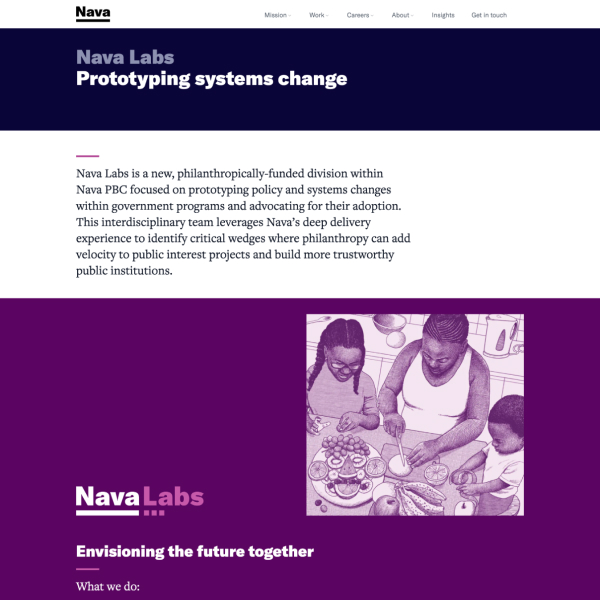 Nava
Mission
Work
Careers
About
Insights
Get in touch
Nava Labs
Prototyping systems change
Nava Labs is a new, philanthropically-funded division within
Nava PBC focused on prototyping policy and systems changes
within government programs and advocating for their adoption.
This interdisciplinary team leverages Nava’s deep delivery
experience to identify critical wedges where philanthropy can add
velocity to public interest projects and build more trustworthy
public institutions.
Nava Labs
Envisioning the future together
What we do: